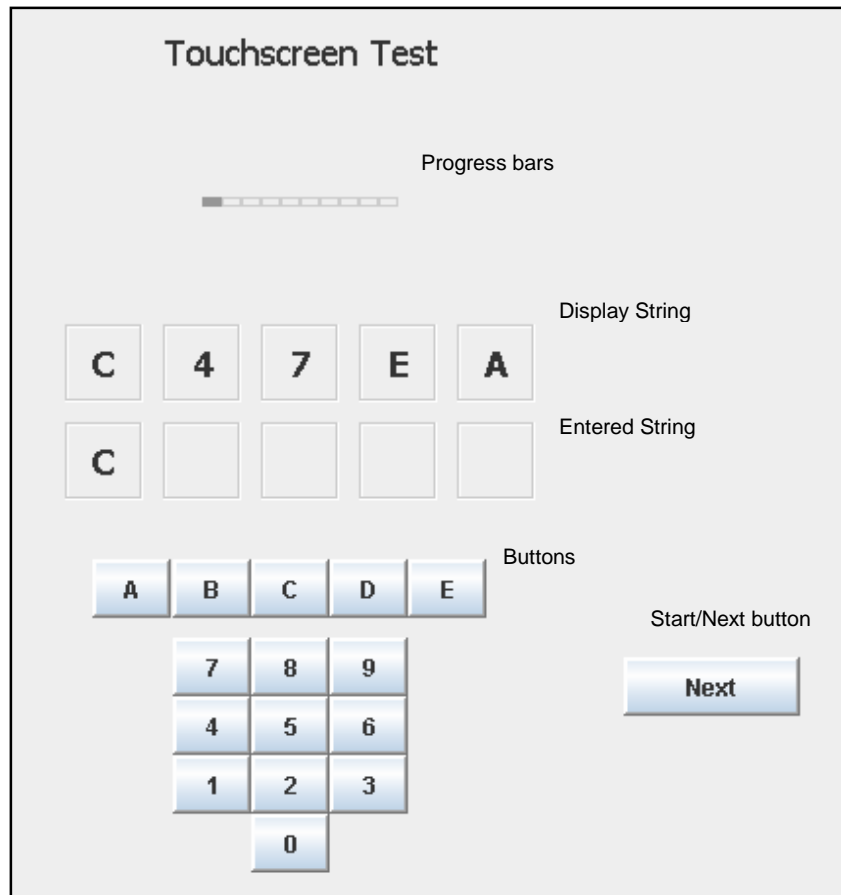 Touchscreen Test
Progress bars
Display String
C 4 7 E A
Entered String
C
Buttons
A B C D E
Start/Next button
7 8 9
Next
4 5 6
1 2 3
0